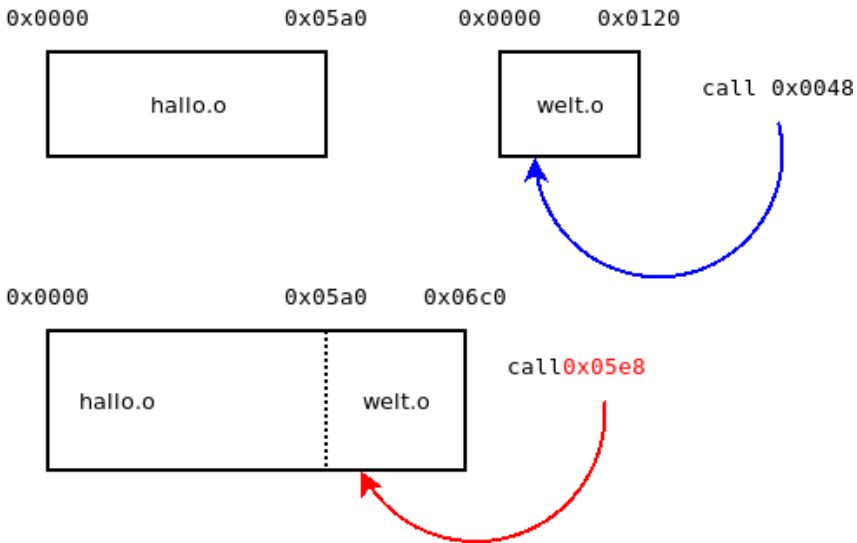 0x0000 0x05a0 0x0000 0x0120
call 0x0048
hallo.o welt.o
0x0000 0x05a0 0x06c0
call0x05e8
hallo.o welt.o